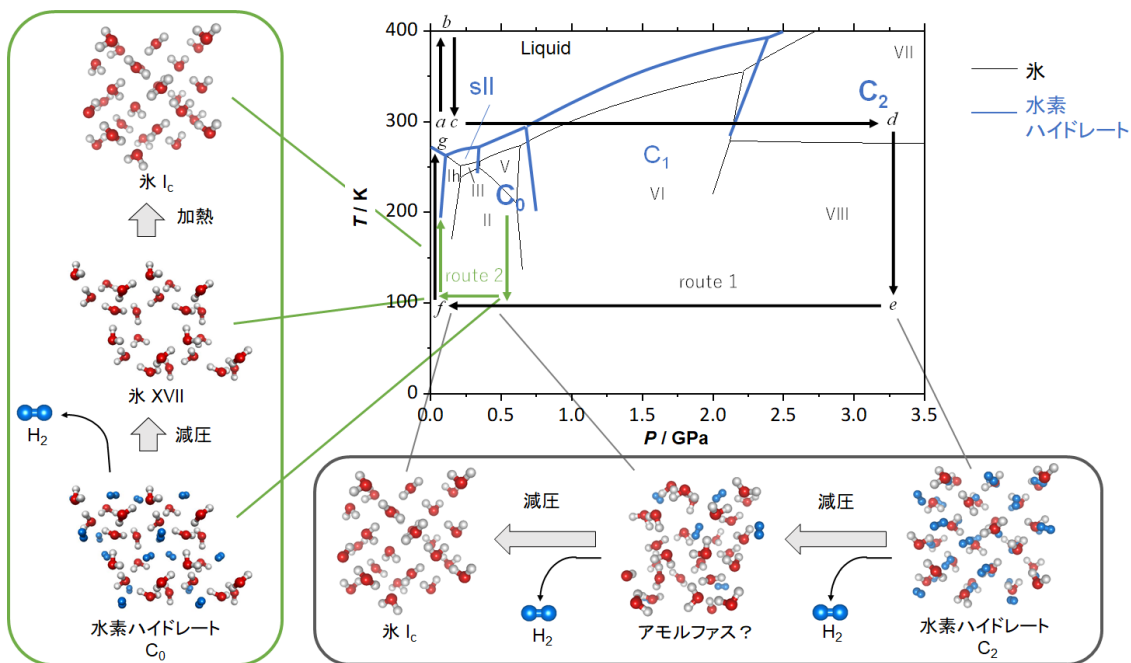 氷 Ic
加熱
氷 XVII
H2
減圧
水素ハイドレート
C0
400
300
200
100
0
T / K
0.0
0.5
1.0
1.5
2.0
2.5
3.0
3.5
P / GPa
b
Liquid
VII
sII
C2
a
c
d
g
C1
Ih
III
V
C0
VI
II
VIII
route 2
route 1
f
e
氷
水素
ハイドレート
減圧
減圧
氷 Ic
H2
アモルファス？
H2
水素ハイドレート
C2